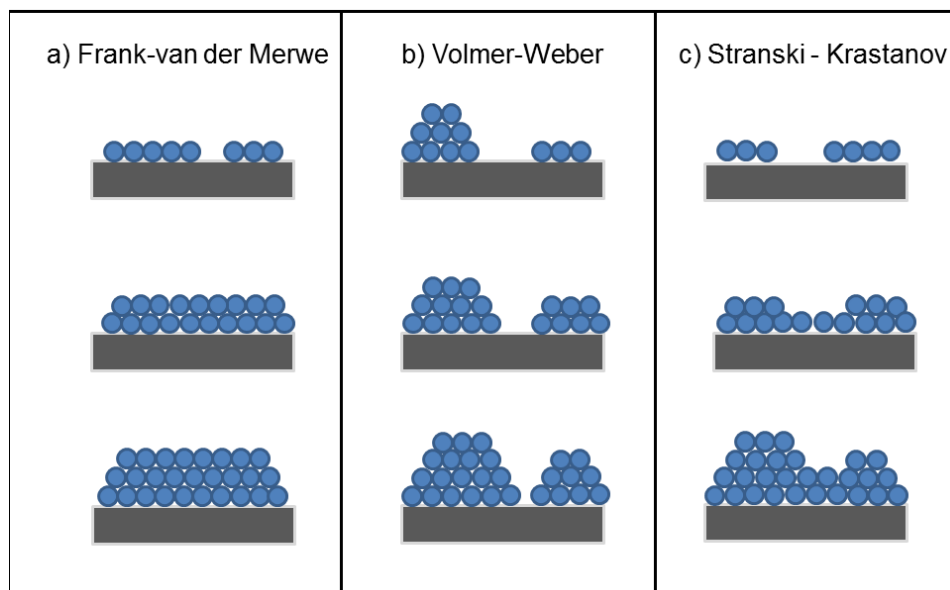 a) Frank-van der Merwe
b) Volmer-Weber
c) Stranski - Krastanov